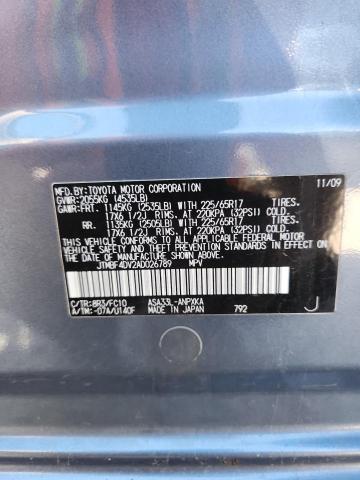 MFD.BY:TOYOTA MOTOR CORPORATION 11/09
GVWR:2055KG (4535LB)
GAWR:FRT. 1145KG (2535LB) WITH 225/65R17 TIRES.
17X6 1/2J RIMS. AT 220KPA (32PSI) COLD.
RR. 1135KG (2505LB) WITH 225/65R17 TIRES.
17X6 1/2J RIMS. AT 220KPA (32PSI) COLD.
THIS VEHICLE CONFORMS TO ALL APPLICABLE
FEDERAL MOTOR VEHICLE SAFETY STANDARDS
AND THEFT PREVENTION STANDARD IN EFFECT ON
THE DATE OF MANUFACTURE SHOWN ABOVE.
JTMBF4DV2AD026789 MPV
C/TR:8R3/FC10 ASA33L-ANPXKA
A/TM:-07A/U140F MADE IN JAPAN 792 J